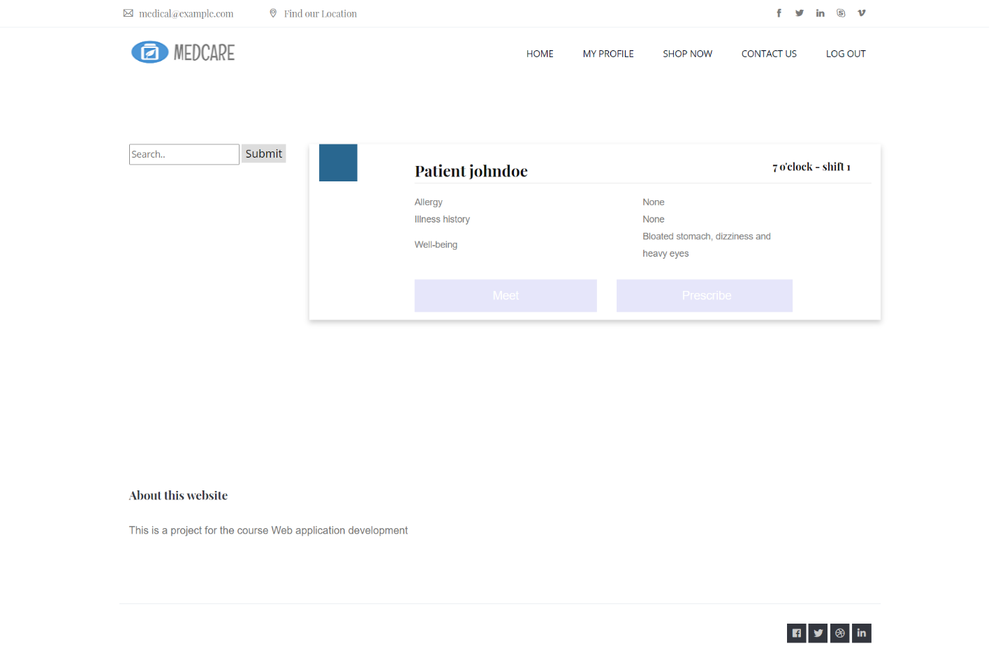 medical@example.com Find our Location
MEDCARE
HOME MY PROFILE SHOP NOW CONTACT US LOG OUT
Search.. Submit
Patient johndoe 7 o'clock - shift 1
Allergy None
Illness history None
Well-being Bloated stomach, dizziness and
heavy eyes
Meet Prescribe
About this website
This is a project for the course Web application development